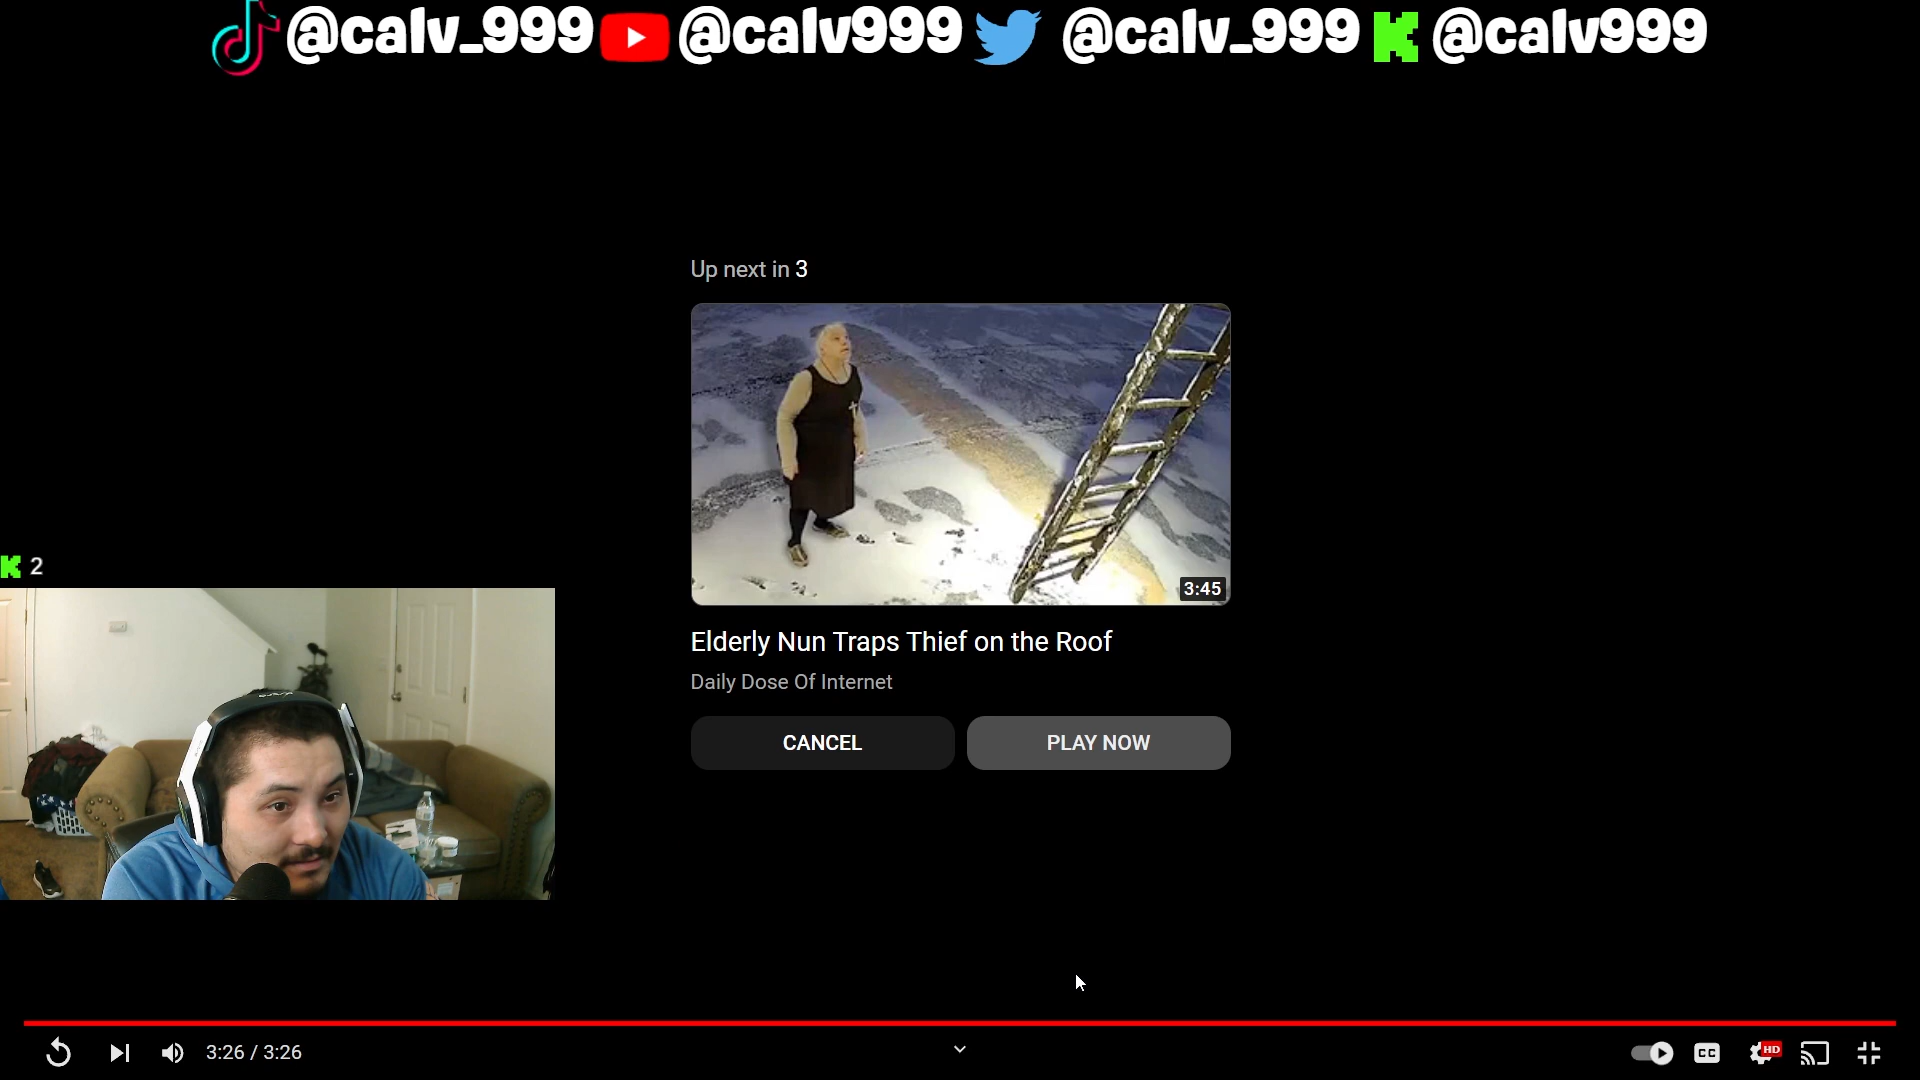 @calv_999 @calv999 @calv_999 @calv999
Up next in 3
3:45
Elderly Nun Traps Thief on the Roof
Daily Dose Of Internet
CANCEL PLAY NOW
K 2
3:26 / 3:26
CC HD